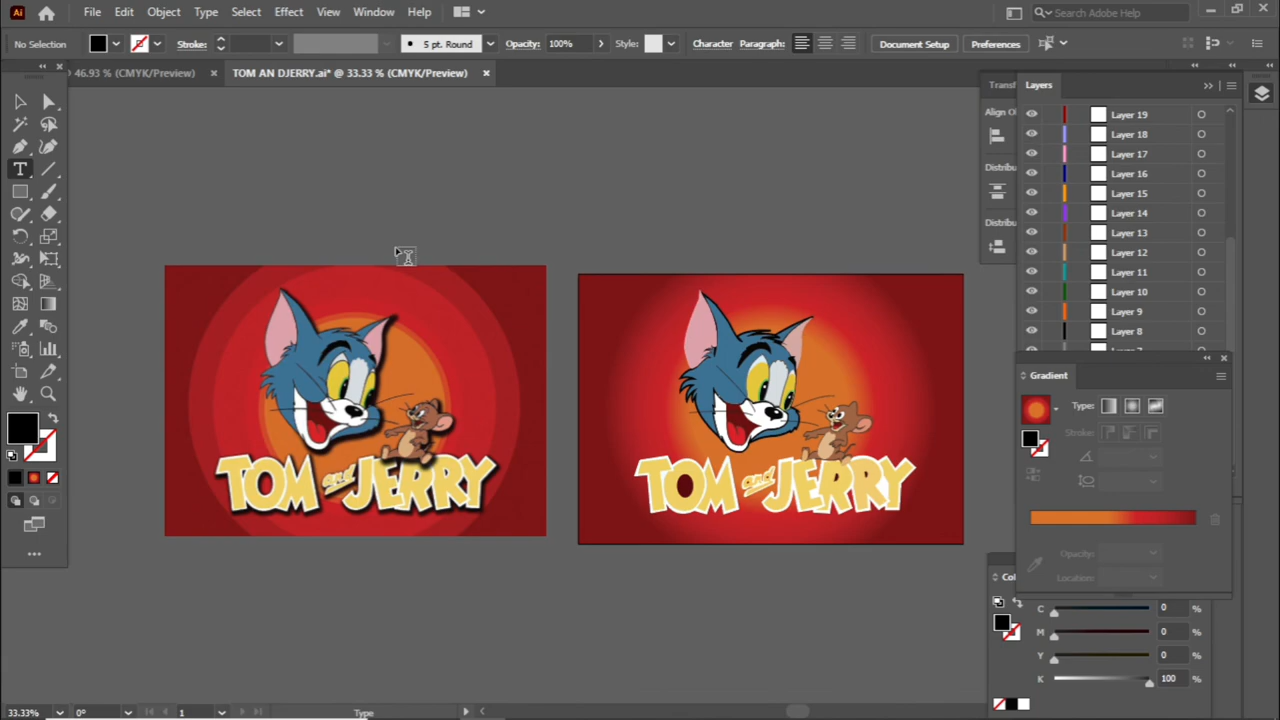 Ai File Edit Object Type Select Effect View Window Help Search Adobe Help
No Selection Stroke: 5 pt. Round Opacity: 100% Style: Character Paragraph: Document Setup Preferences
46.93 % (CMYK/Preview) TOM AN DJERRY.ai* @ 33.33 % (CMYK/Preview)
Transf Layers
Align Ol
Distribu
Distribu
Layer 19
Layer 18
Layer 17
Layer 16
Layer 15
Layer 14
Layer 13
Layer 12
Layer 11
Layer 10
Layer 9
Layer 8
Gradient
Type:
Stroke:
Opacity:
Location:
TOM and JERRY
TOM and JERRY
Col
C 0 %
M 0 %
Y 0 %
K 100 %
33.33% 0° 1 Type